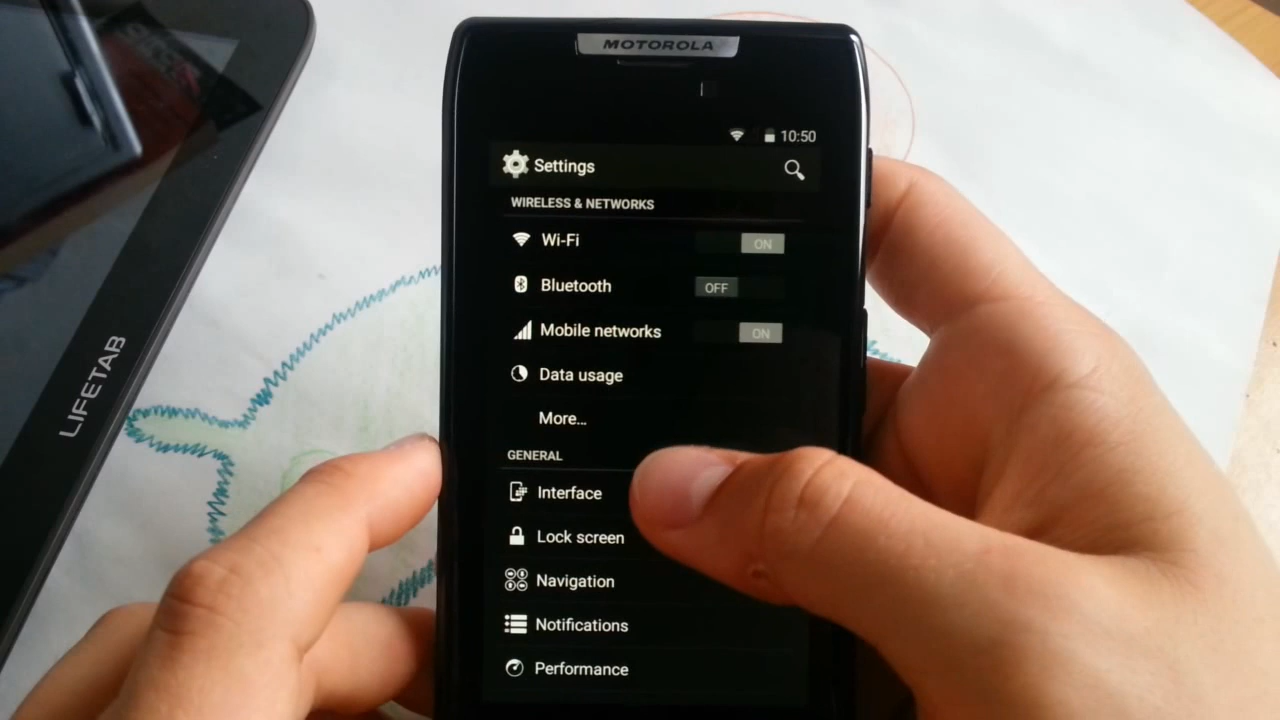 MOTOROLA
10:50
Settings
WIRELESS & NETWORKS
Wi-Fi ON
Bluetooth OFF
Mobile networks ON
Data usage
More...
GENERAL
Interface
Lock screen
Navigation
Notifications
Performance
LIFETAB